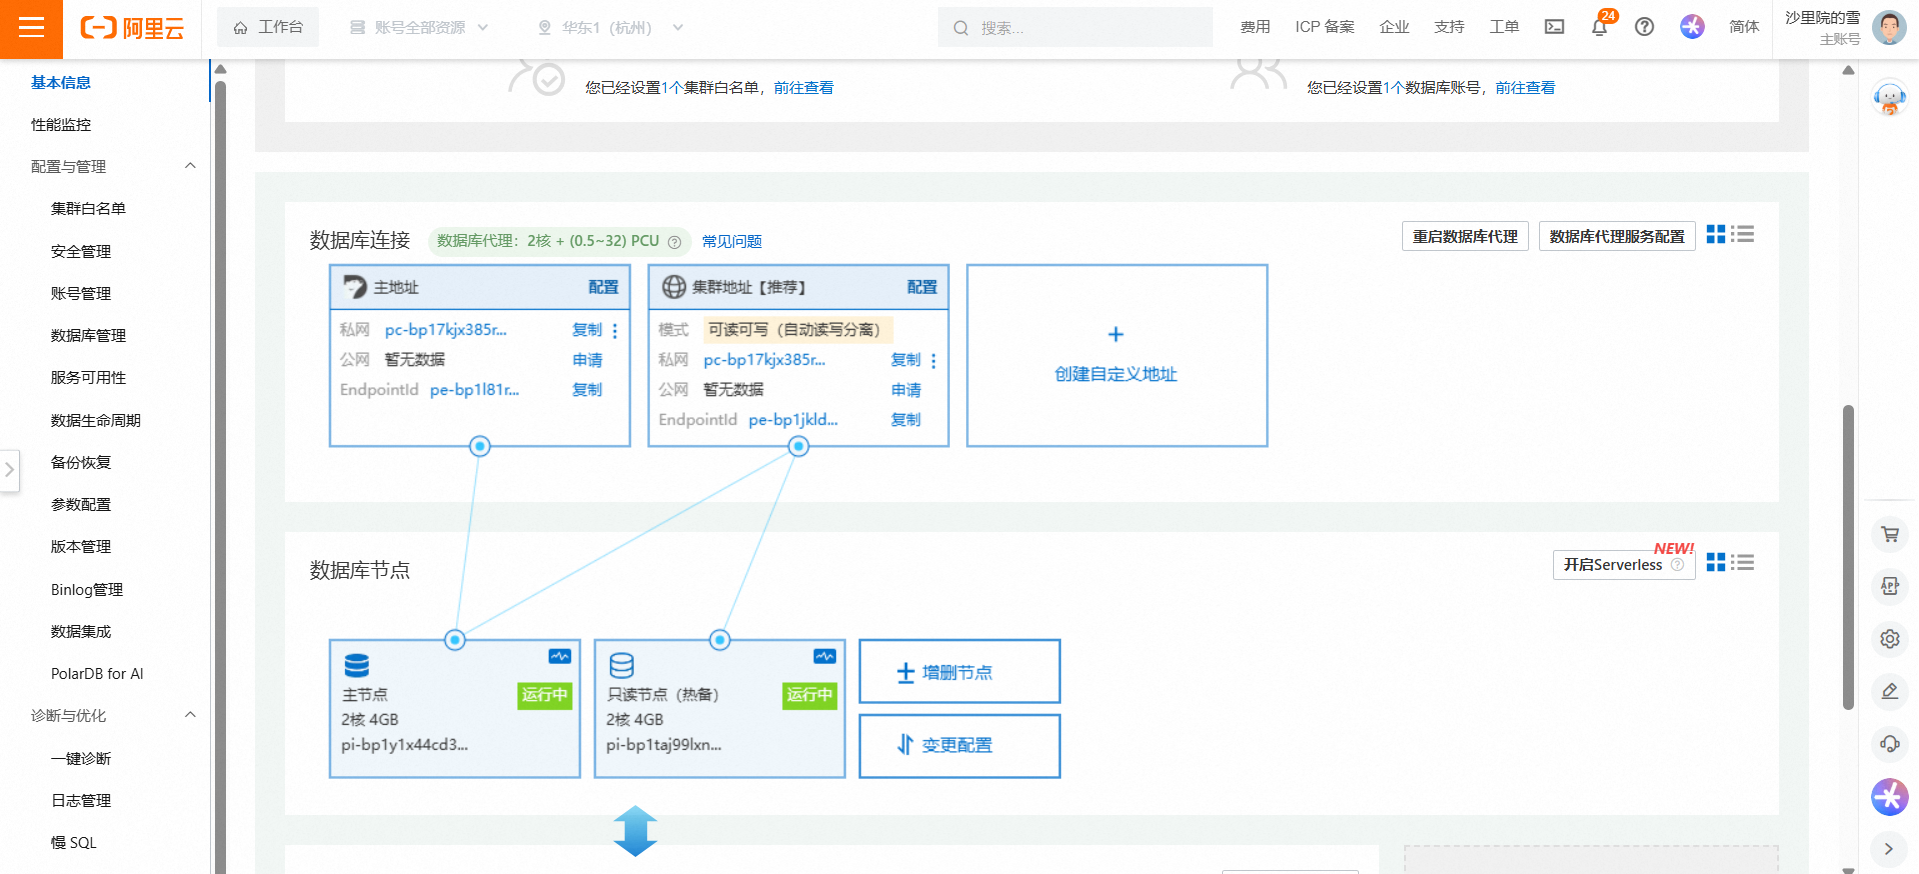 阿里云
工作台
账号全部资源
华东1（杭州）
搜索...
费用
ICP 备案
企业
支持
工单
24
简体
沙里院的雪
主账号
基本信息
性能监控
配置与管理
集群白名单
安全管理
账号管理
数据库管理
服务可用性
数据生命周期
备份恢复
参数配置
版本管理
Binlog管理
数据集成
PolarDB for AI
诊断与优化
一键诊断
日志管理
慢 SQL
您已经设置1个集群白名单，前往查看
您已经设置1个数据库账号，前往查看
数据库连接
数据库代理：2核 + (0.5~32) PCU
常见问题
重启数据库代理
数据库代理服务配置
主地址 配置
私网 pc-bp17kjx385r... 复制
公网 暂无数据 申请
EndpointId pe-bp1l81r... 复制
集群地址【推荐】 配置
模式 可读可写（自动读写分离）
私网 pc-bp17kjx385r... 复制
公网 暂无数据 申请
EndpointId pe-bp1jkld... 复制
创建自定义地址
数据库节点
NEW!
开启Serverless
主节点
运行中
2核 4GB
pi-bp1y1x44cd3...
只读节点（热备）
运行中
2核 4GB
pi-bp1taj99lxn...
增删节点
变更配置
API